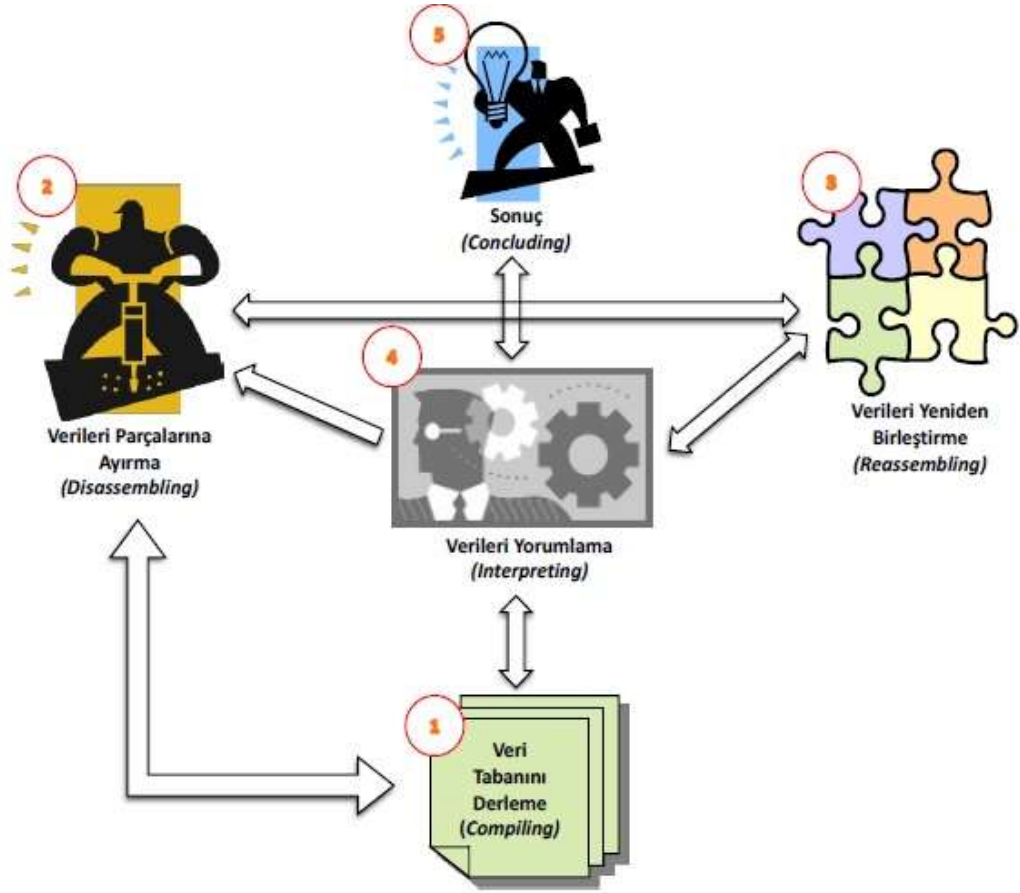 5
Sonuç
(Concluding)
2
Verileri Parçalarına
Ayırma
(Disassembling)
3
Verileri Yeniden
Birleştirme
(Reassembling)
4
Verileri Yorumlama
(Interpreting)
1
Veri
Tabanını
Derleme
(Compiling)